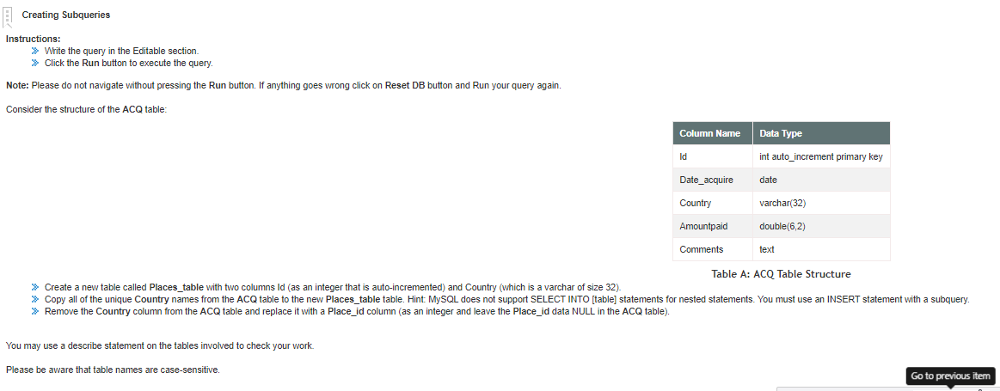 Creating Subqueries
Instructions:
Write the query in the Editable section.
Click the Run button to execute the query.
Note: Please do not navigate without pressing the Run button. If anything goes wrong click on Reset DB button and Run your query again.
Consider the structure of the ACQ table:
Column Name Data Type
Id int auto_increment primary key
Date_acquire date
Country varchar(32)
Amountpaid double(6,2)
Comments text
Table A: ACQ Table Structure
Create a new table called Places_table with two columns Id (as an integer that is auto-incremented) and Country (which is a varchar of size 32).
Copy all of the unique Country names from the ACQ table to the new Places_table table. Hint: MySQL does not support SELECT INTO [table] statements for nested statements. You must use an INSERT statement with a subquery.
Remove the Country column from the ACQ table and replace it with a Place_id column (as an integer and leave the Place_id data NULL in the ACQ table).
You may use a describe statement on the tables involved to check your work.
Please be aware that table names are case-sensitive.
Go to previous item